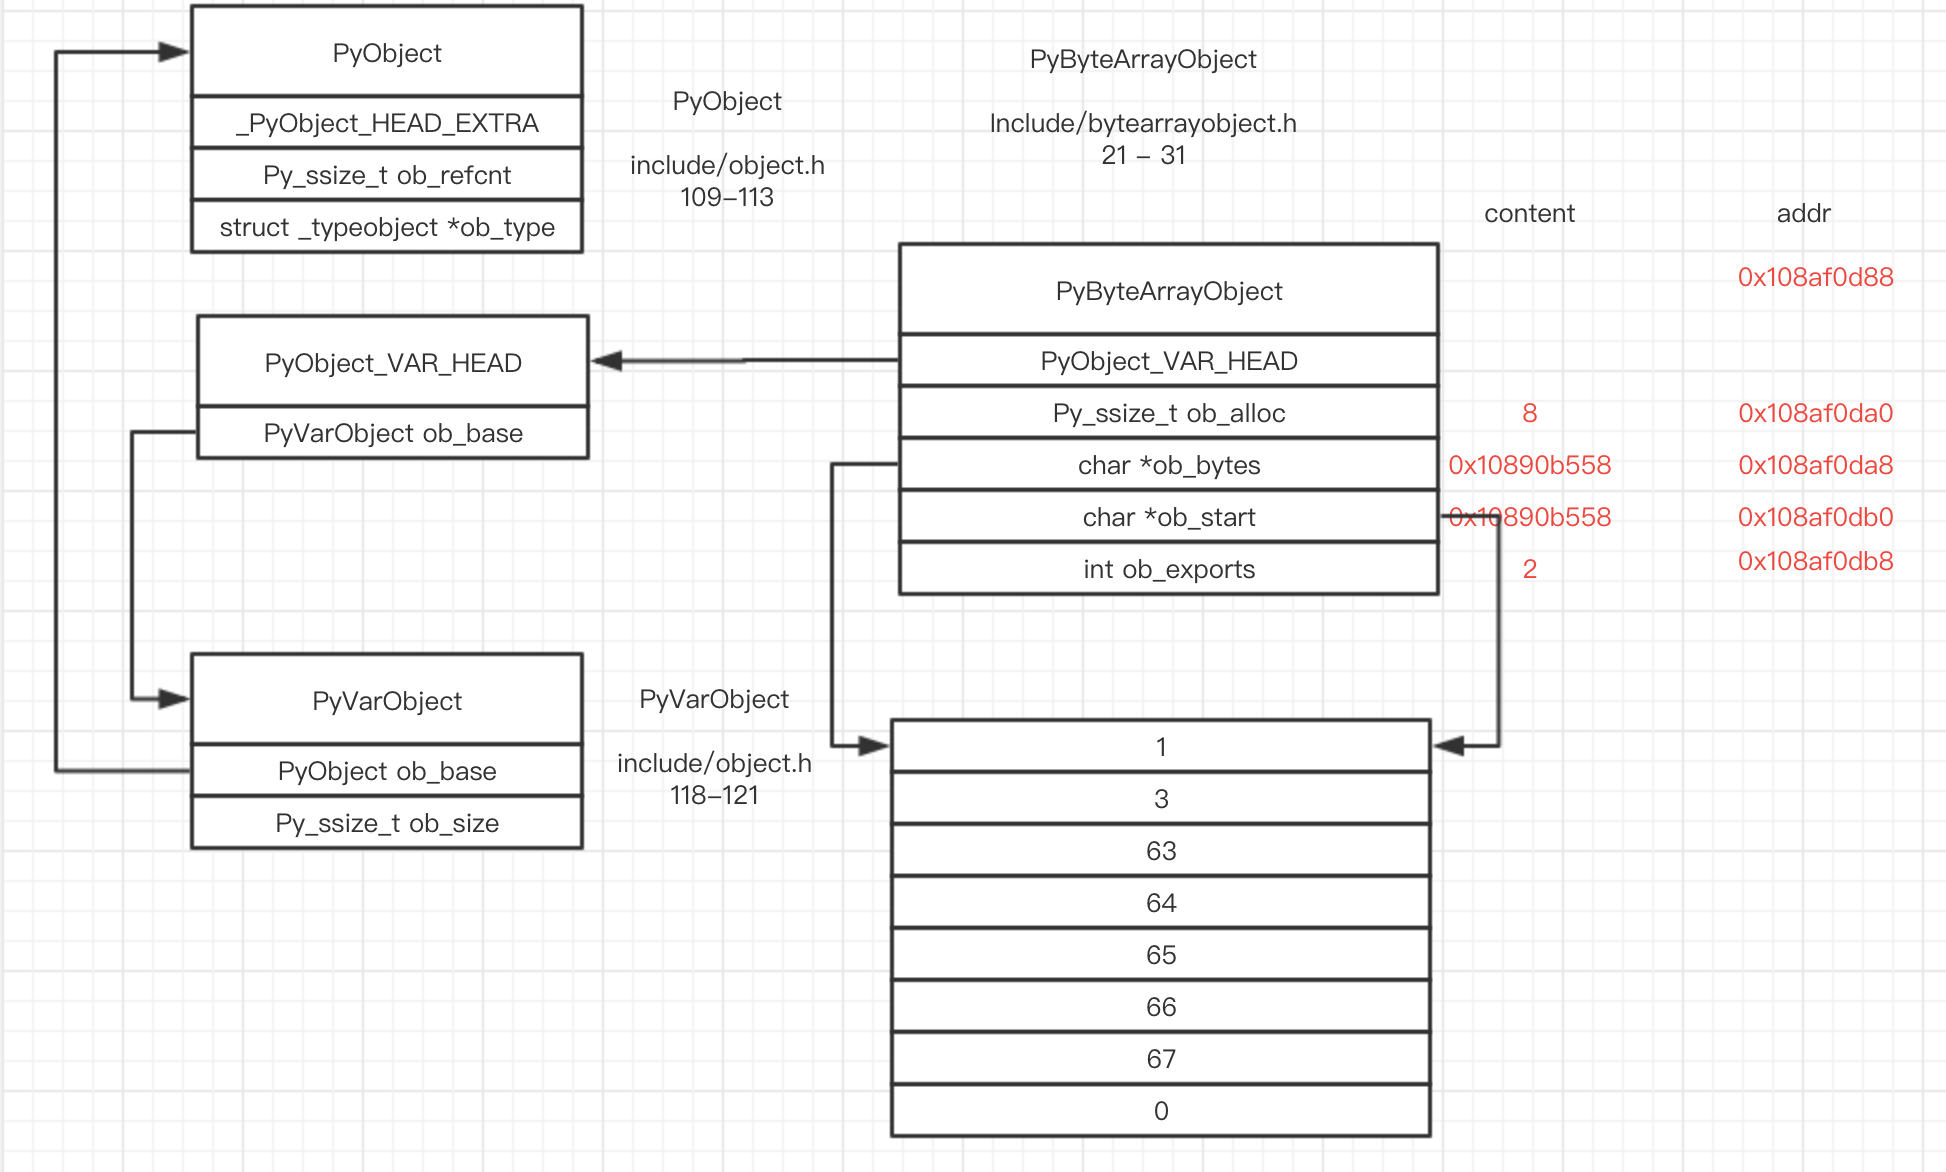 PyObject
_PyObject_HEAD_EXTRA
Py_ssize_t ob_refcnt
struct _typeobject *ob_type
PyObject
include/object.h
109-113
PyByteArrayObject
Include/bytearrayobject.h
21 - 31
content
addr
PyObject_VAR_HEAD
PyVarObject ob_base
PyByteArrayObject
0x108af0d88
PyObject_VAR_HEAD
Py_ssize_t ob_alloc
8
0x108af0da0
char *ob_bytes
0x10890b558
0x108af0da8
char *ob_start
0x10890b558
0x108af0db0
int ob_exports
2
0x108af0db8
PyVarObject
PyObject ob_base
Py_ssize_t ob_size
PyVarObject
include/object.h
118-121
1
3
63
64
65
66
67
0